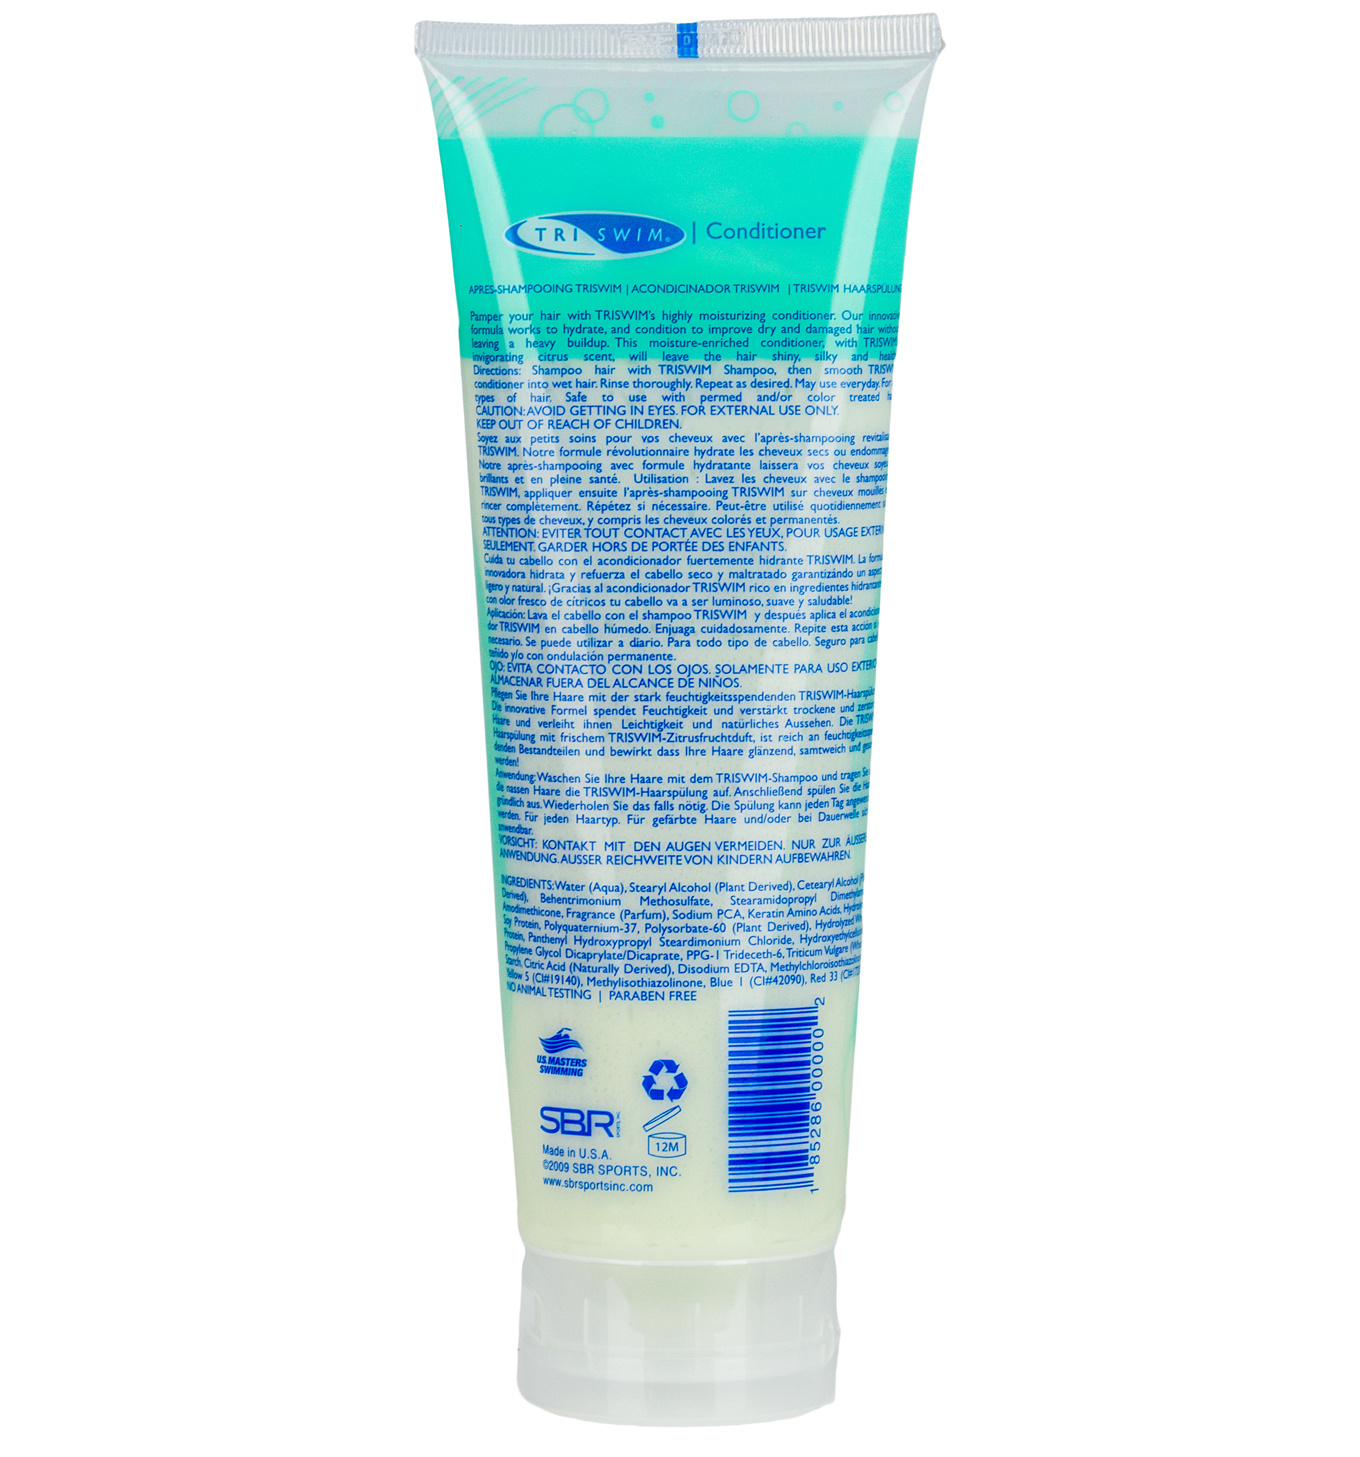 D
TRISWIM® | Conditioner
APRES-SHAMPOOING TRISWIM | ACONDICINADOR TRISWIM | TRISWIM HAARSPÜLUNG
Pamper your hair with TRISWIM's highly moisturizing conditioner. Our
formula works to hydrate, and condition to improve dry and damaged hair
leaving a heavy buildup. This moisture-enriched conditioner, with TRISWIM
invigorating citrus scent, will leave the hair shiny, silky and
Directions: Shampoo hair with TRISWIM Shampoo, then smooth
conditioner into wet hair. Rinse thoroughly. Repeat as desired. May use everyday. For
types of hair. Safe to use with permed and/or color treated
CAUTION: AVOID GETTING IN EYES. FOR EXTERNAL USE ONLY.
KEEP OUT OF REACH OF CHILDREN.
Soyez aux petits soins pour vos cheveux avec l'après-shampooing
TRISWIM. Notre formule révolutionnaire hydrate les cheveux secs ou
Notre après-shampooing avec formule hydratante laissera vos cheveux
brillants et en pleine santé. Utilisation : Lavez les cheveux avec le shampooing
TRISWIM, appliquer ensuite l'après-shampooing TRISWIM sur cheveux mouillés
rincer complètement. Répétez si nécessaire. Peut-être utilisé quotidiennement
tous types de cheveux, y compris les cheveux colorés et permanentés.
ATTENTION: EVITER TOUT CONTACT AVEC LES YEUX, POUR USAGE
SEULEMENT. GARDER HORS DE PORTÉE DES ENFANTS.
Cuida tu cabello con el acondicionador fuertemente hidrante TRISWIM. La
innovadora hidrata y refuerza el cabello seco y maltratado garantizándo un
ligero y natural. ¡Gracias al acondicionador TRISWIM rico en ingredientes
con olor fresco de cítricos tu cabello va a ser luminoso, suave y saludable!
Aplicación: Lava el cabello con el shampoo TRISWIM y después aplica el
dor TRISWIM en cabello húmedo. Enjuaga cuidadosamente. Repite esta acción
necesario. Se puede utilizar a diario. Para todo tipo de cabello. Seguro para
teñido y/o con ondulación permanente.
OJO: EVITA CONTACTO CON LOS OJOS. SOLAMENTE PARA USO
ALMACENAR FUERA DEL ALCANCE DE NIÑOS.
Pflegen Sie Ihre Haare mit der stark feuchtigkeitsspendenden
Die innovative Formel spendet Feuchtigkeit und verstärkt trockene und
Haare und verleiht ihnen Leichtigkeit und natürliches Aussehen. Die
Haarspülung mit frischem TRISWIM-Zitrusfruchtduft, ist reich an
denden Bestandteilen und bewirkt dass Ihre Haare glänzend, samtweich und
werden!
Anwendung: Waschen Sie Ihre Haare mit dem TRISWIM-Shampoo und tragen Sie
die nassen Haare die TRISWIM-Haarspülung auf. Anschließend spülen Sie die
gründlich aus. Wiederholen Sie das falls nötig. Die Spülung kann jeden Tag
werden. Für jeden Haartyp. Für gefärbte Haare und/oder bei Dauerwelle
anwendbar.
VORSICHT: KONTAKT MIT DEN AUGEN VERMEIDEN. NUR ZUR
ANWENDUNG. AUSSER REICHWEITE VON KINDERN AUFBEWAHREN.
INGREDIENTS: Water (Aqua), Stearyl Alcohol (Plant Derived), Cetearyl Alcohol
Derived), Behentrimonium Methosulfate, Stearamidopropyl
Amodimethicone, Fragrance (Parfum), Sodium PCA, Keratin Amino Acids,
Soy Protein, Polyquaternium-37, Polysorbate-60 (Plant Derived), Hydrolyzed
Protein, Panthenyl Hydroxypropyl Steardimonium Chloride,
Propylene Glycol Dicaprylate/Dicaprate, PPG-1 Trideceth-6, Triticum Vulgare
Starch, Citric Acid (Naturally Derived), Disodium EDTA,
Yellow 5 (CI#19140), Methylisothiazolinone, Blue 1 (CI#42090), Red 33
NO ANIMAL TESTING | PARABEN FREE
U.S. MASTERS
SWIMMING
SBR
SPORTS, INC
12M
Made in U.S.A.
©2009 SBR SPORTS, INC.
www.sbrsportsinc.com
1 85286 00000 2